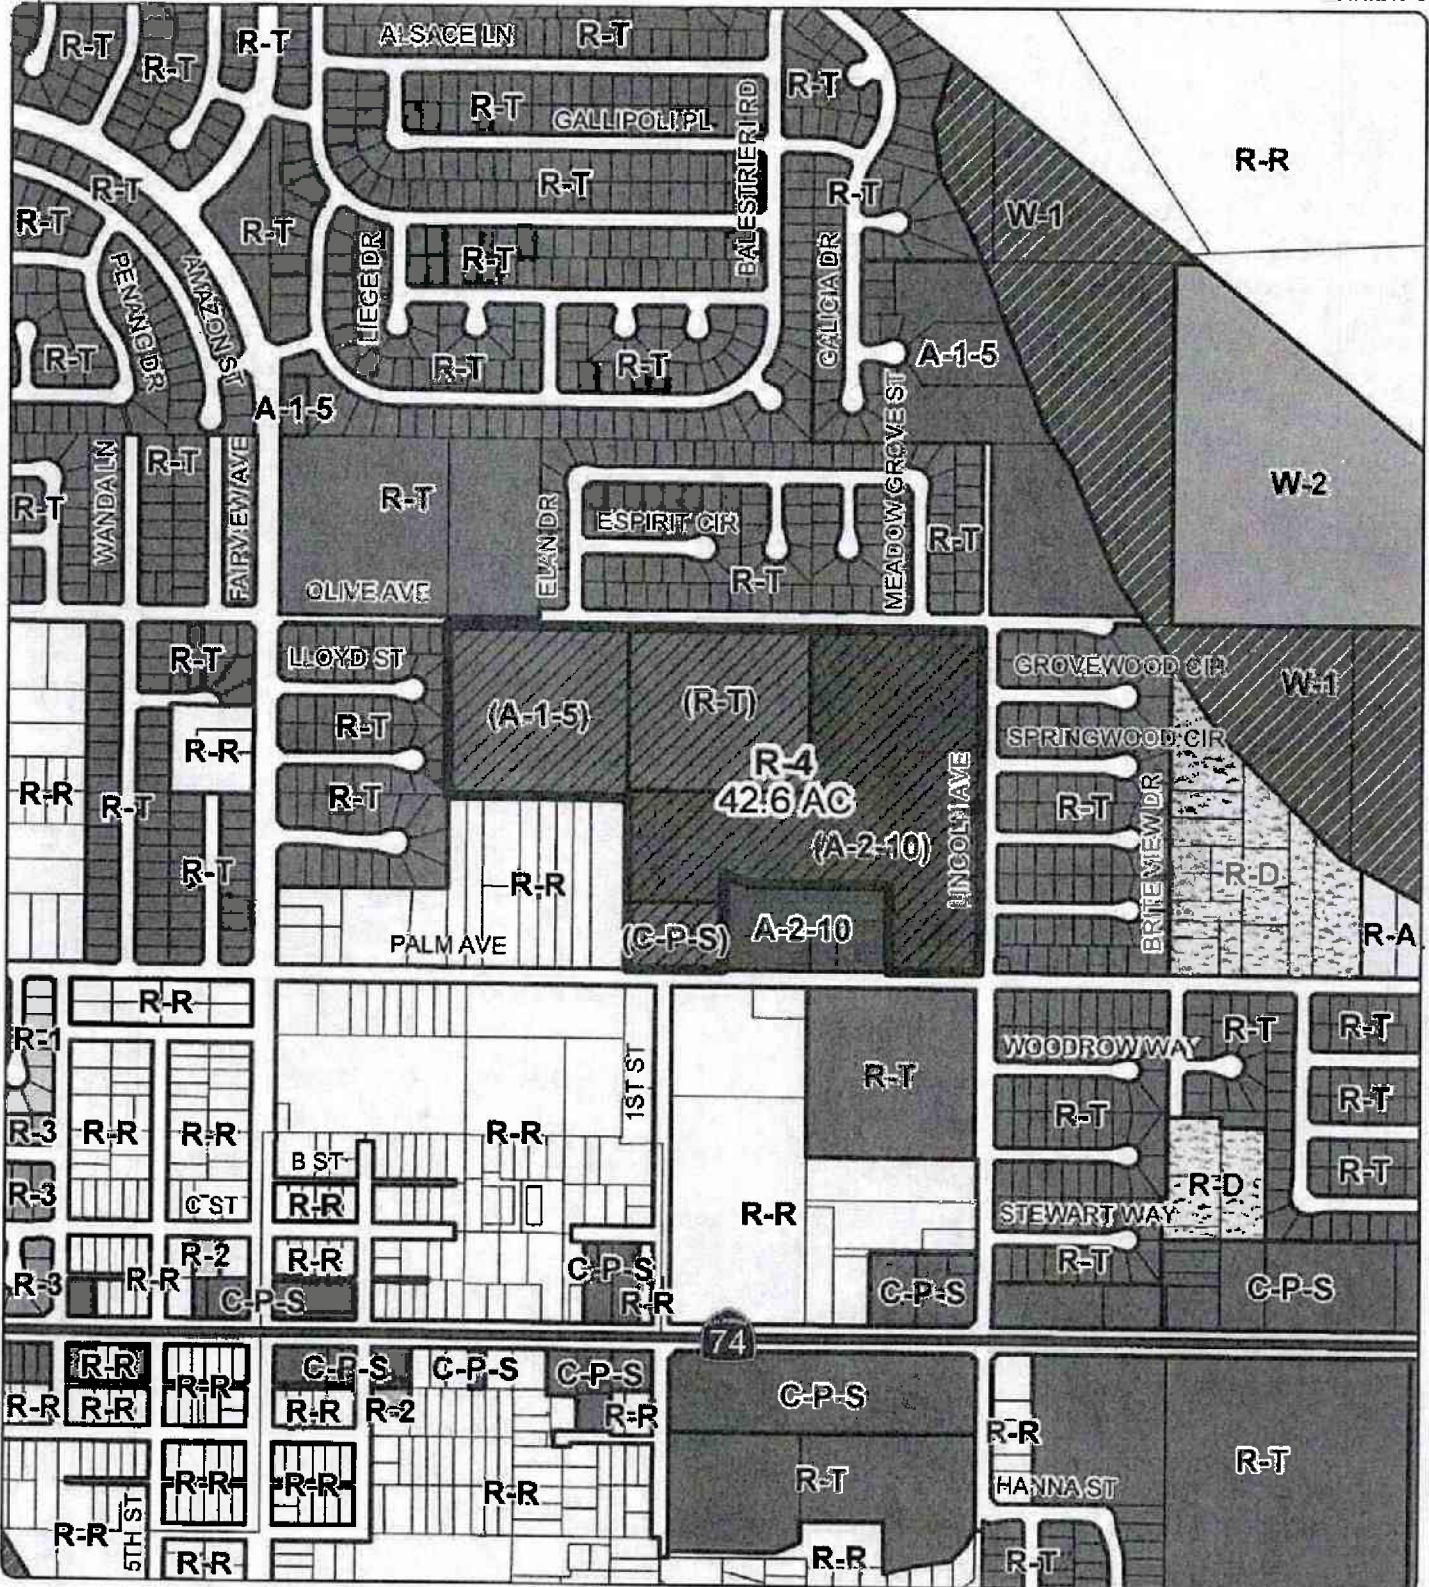 R-T
R-T
R-T
ALSACE LN
R-T
R-T
R-T
GALLIPOLI PL
BALESTRIERI RD
R-R
R-T
R-T
R-T
R-T
R-T
W-1
R-T
PENANG DR
AMAZON ST
LIEGE DR
R-T
GALICIA DR
R-T
R-T
R-T
A-1-5
A-1-5
MEADOW GROVE ST
WANDA LN
R-T
FAIRVIEW AVE
R-T
R-T
W-2
ELAN DR
ESPIRIT CIR
R-T
R-T
OLIVE AVE
R-T
LLOYD ST
GROVEWOOD CIR
W-1
(A-1-5)
(R-T)
R-T
SPRINGWOOD CIR
R-R
R-4
42.6 AC
LINCOLN AVE
R-R
R-T
R-T
R-T
BRITEVIEW DR
(A-2-10)
R-T
R-R
R-D
(C-P-S)
A-2-10
PALM AVE
R-A
R-R
R-1
R-T
R-T
WOODROW WAY
1ST ST
R-T
R-T
R-T
R-3
R-R
R-R
R-R
B ST
R-T
R-3
C ST
R-R
R-R
R-D
STEWART WAY
R-2
R-R
C-P-S
R-T
R-3
R-R
C-P-S
R-R
C-P-S
C-P-S
74
R-R
R-R
C-P-S
C-P-S
C-P-S
C-P-S
R-R
R-R
R-R
R-2
R-R
R-R
R-R
R-R
R-R
R-T
R-T
HANNA ST
R-R
5TH ST
R-R
R-R
R-T